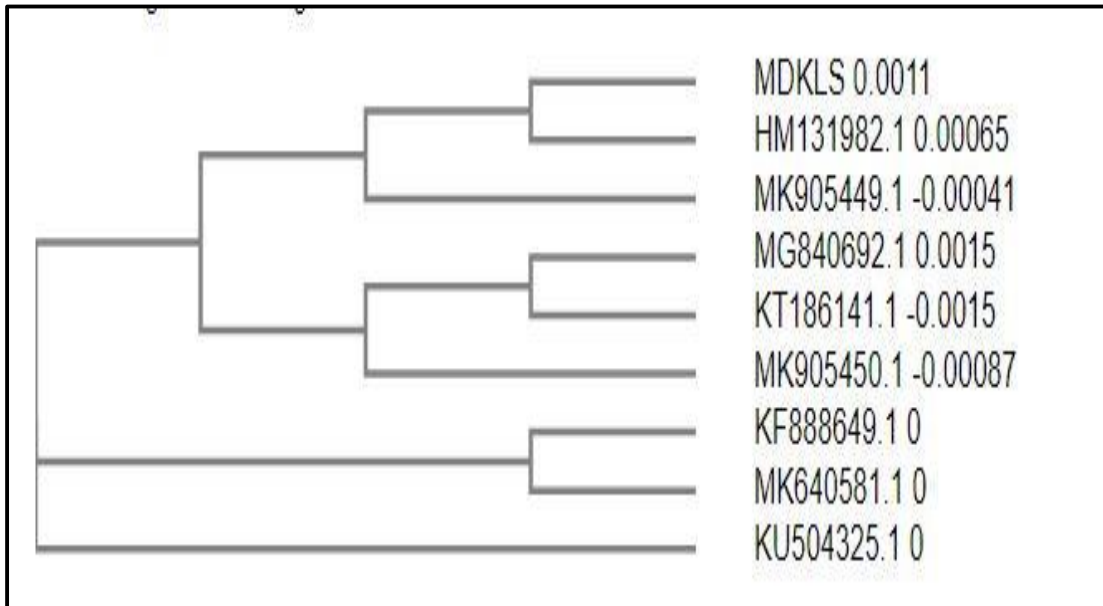 MDKLS 0.0011
HM131982.1 0.00065
MK905449.1 -0.00041
MG840692.1 0.0015
KT186141.1 -0.0015
MK905450.1 -0.00087
KF888649.1 0
MK640581.1 0
KU504325.1 0